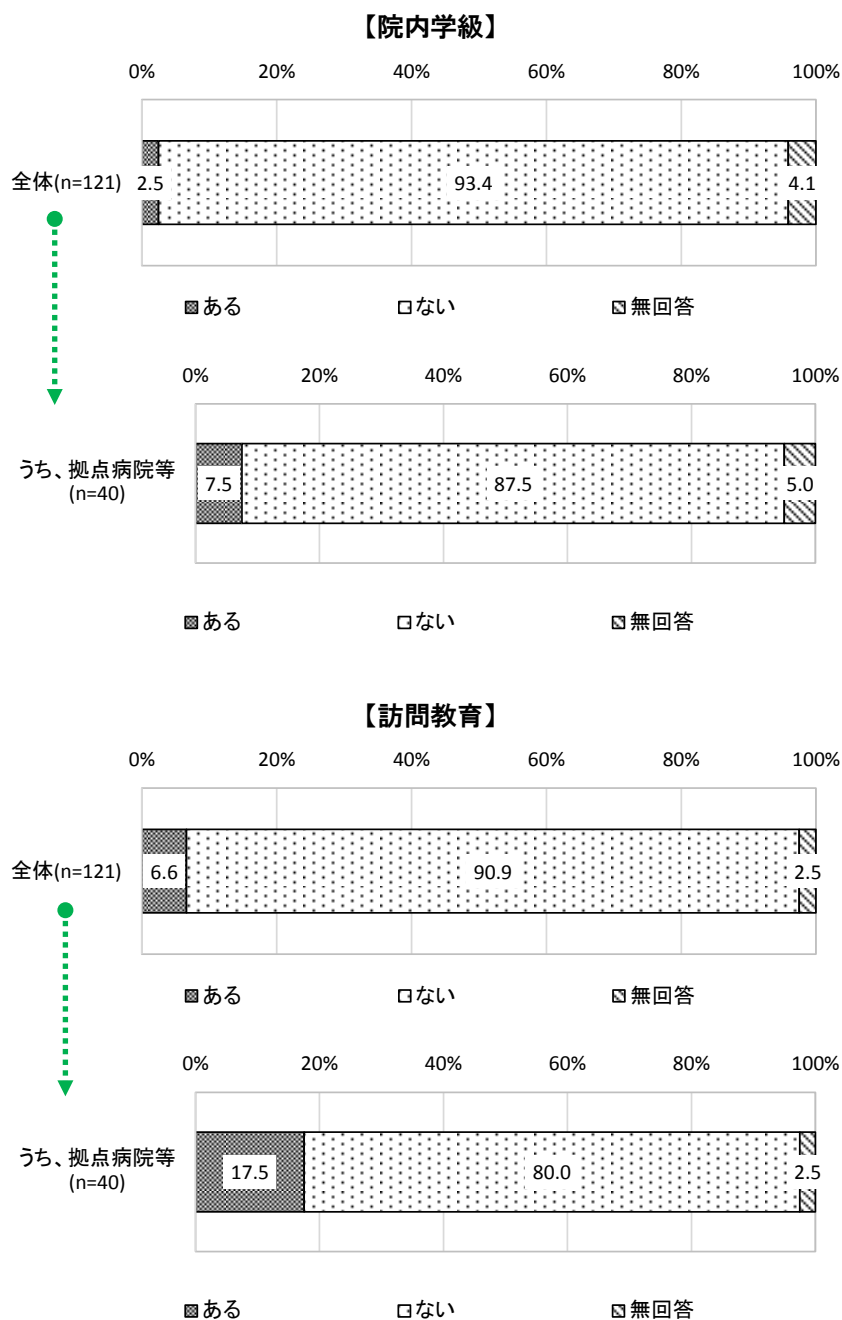 【院内学級】
0% 20% 40% 60% 80% 100%
全体(n=121) 2.5 93.4 4.1
ある ない 無回答
0% 20% 40% 60% 80% 100%
うち、拠点病院等
(n=40)
7.5 87.5 5.0
ある ない 無回答
【訪問教育】
0% 20% 40% 60% 80% 100%
全体(n=121) 6.6 90.9 2.5
ある ない 無回答
0% 20% 40% 60% 80% 100%
うち、拠点病院等
(n=40)
17.5 80.0 2.5
ある ない 無回答